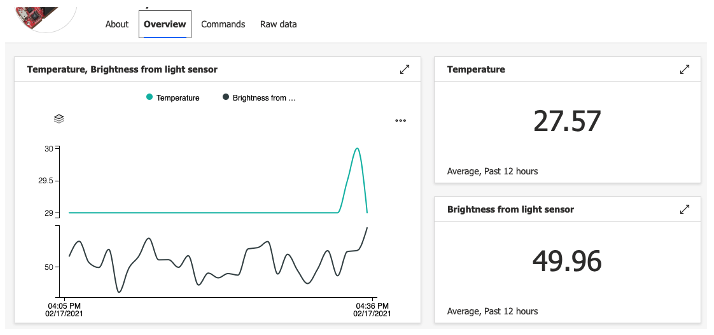 About Overview Commands Raw data
Temperature, Brightness from light sensor
Temperature Brightness from ...
30
29.5
29
50
04:05 PM 04:36 PM
02/17/2021 02/17/2021
Temperature
27.57
Average, Past 12 hours
Brightness from light sensor
49.96
Average, Past 12 hours